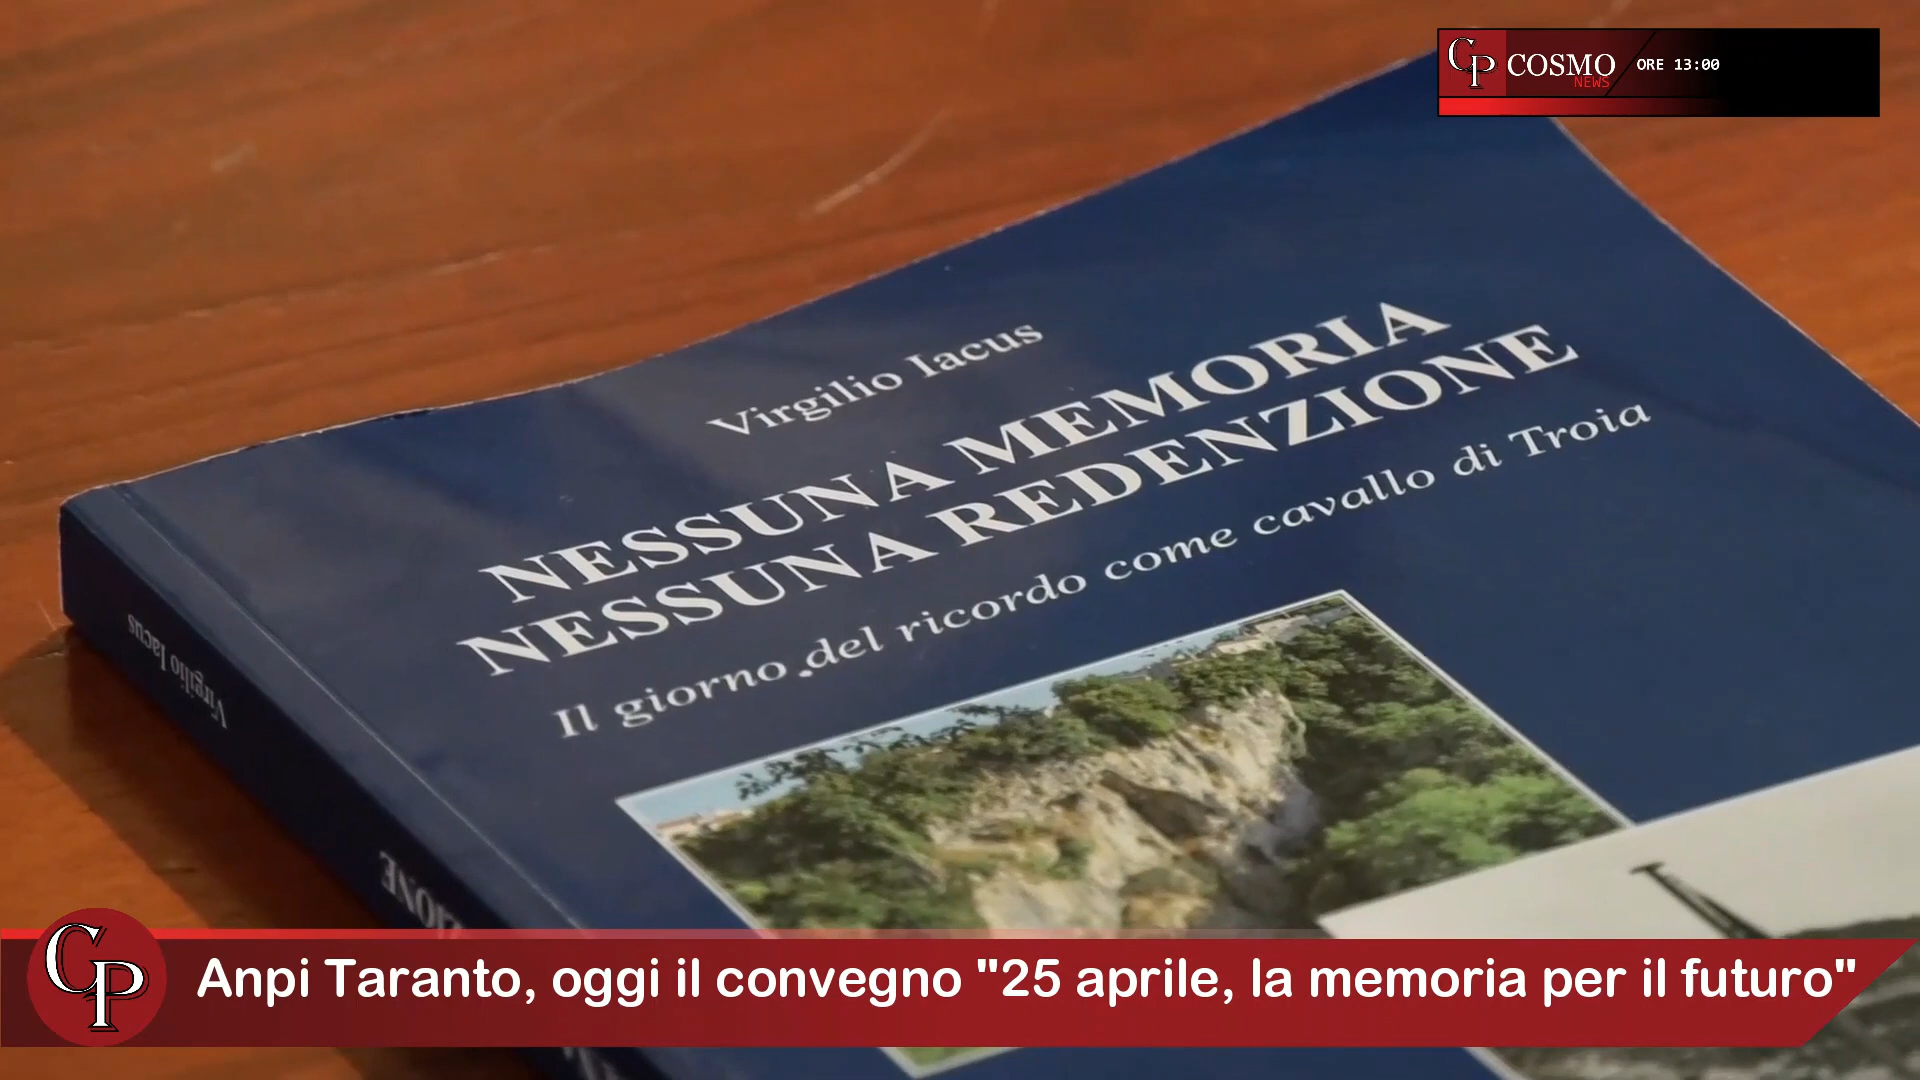 CP COSMO NEWS ORE 13:00
Virgilio Iacus
NESSUNA MEMORIA
NESSUNA REDENZIONE
Il giorno del ricordo come cavallo di Troia
Virgilio Iacus
CP
Anpi Taranto, oggi il convegno "25 aprile, la memoria per il futuro"